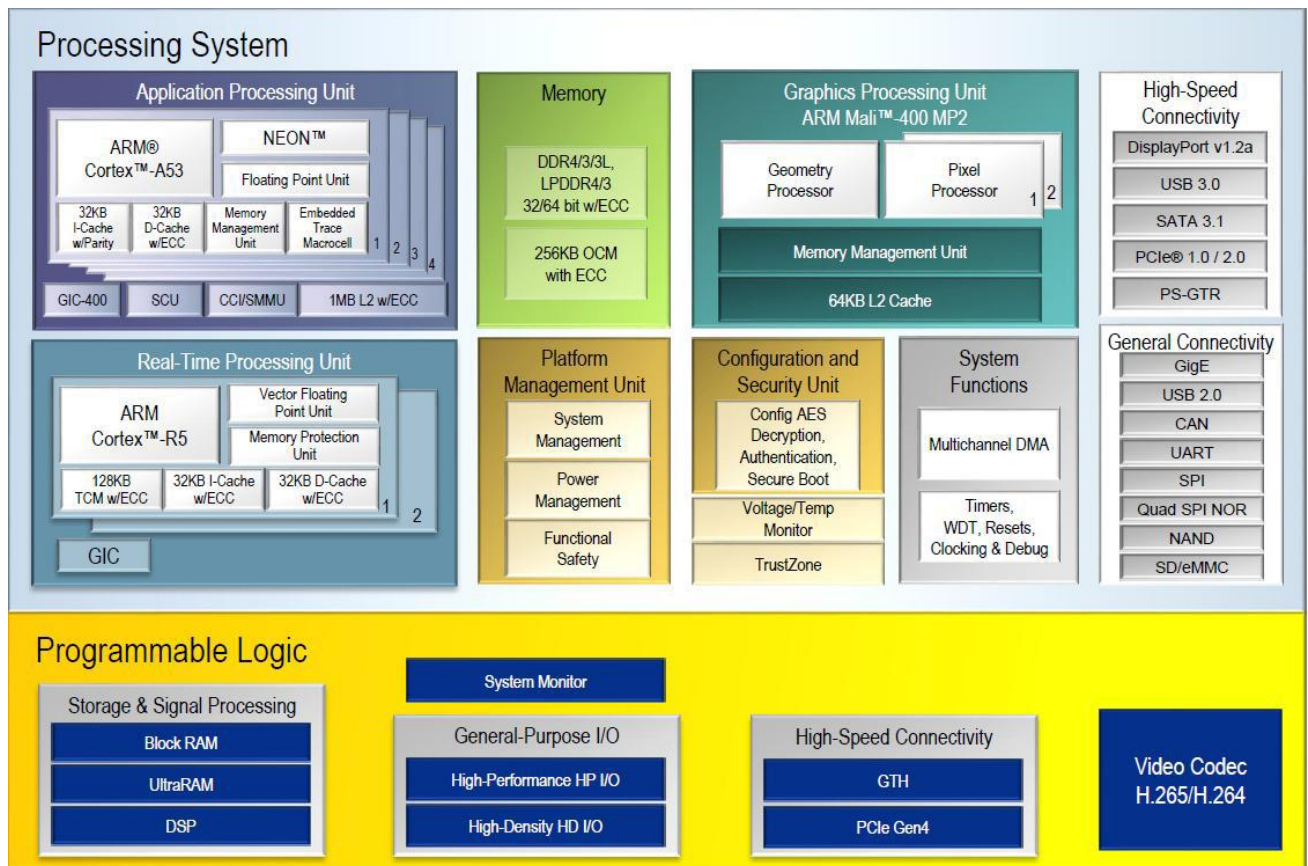 Processing System
Application Processing Unit
ARM®
Cortex™-A53
NEON™
Floating Point Unit
32KB
I-Cache
w/Parity
32KB
D-Cache
w/ECC
Memory
Management
Unit
Embedded
Trace
Macrocell
1
2
3
4
GIC-400
SCU
CCI/SMMU
1MB L2 w/ECC
Memory
DDR4/3/3L,
LPDDR4/3
32/64 bit w/ECC
256KB OCM
with ECC
Graphics Processing Unit
ARM Mali™-400 MP2
Geometry
Processor
Pixel
Processor
1
2
Memory Management Unit
64KB L2 Cache
High-Speed
Connectivity
DisplayPort v1.2a
USB 3.0
SATA 3.1
PCIe® 1.0 / 2.0
PS-GTR
Real-Time Processing Unit
ARM
Cortex™-R5
Vector Floating
Point Unit
Memory Protection
Unit
128KB
TCM w/ECC
32KB I-Cache
w/ECC
32KB D-Cache
w/ECC
1
2
GIC
Platform
Management Unit
System
Management
Power
Management
Functional
Safety
Configuration and
Security Unit
Config AES
Decryption,
Authentication,
Secure Boot
Voltage/Temp
Monitor
TrustZone
System
Functions
Multichannel DMA
Timers,
WDT, Resets,
Clocking & Debug
General Connectivity
GigE
USB 2.0
CAN
UART
SPI
Quad SPI NOR
NAND
SD/eMMC
Programmable Logic
Storage & Signal Processing
Block RAM
UltraRAM
DSP
System Monitor
General-Purpose I/O
High-Performance HP I/O
High-Density HD I/O
High-Speed Connectivity
GTH
PCIe Gen4
Video Codec
H.265/H.264